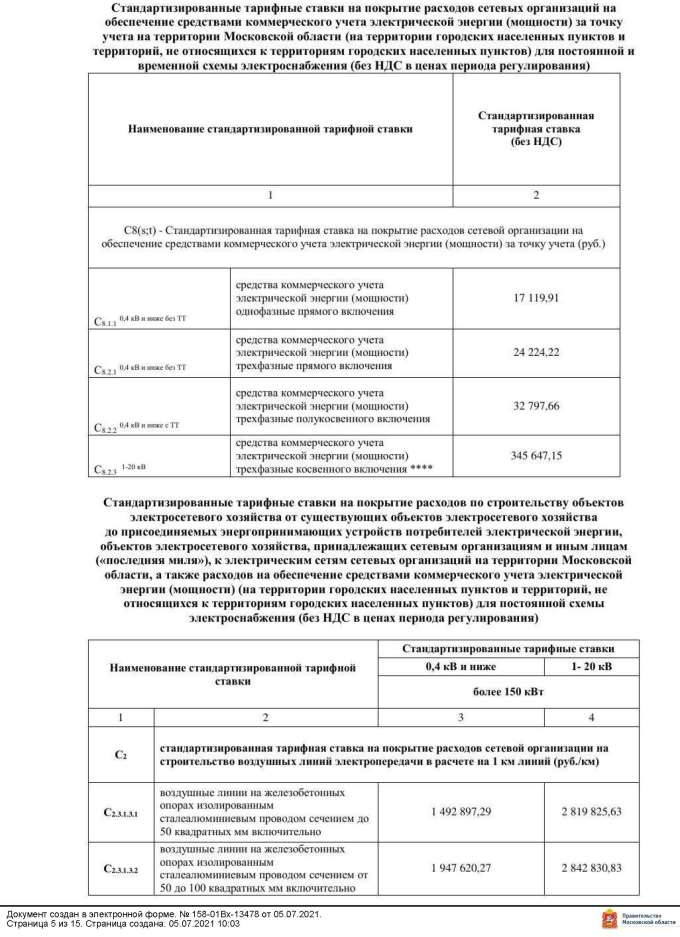 Стандартизированные тарифные ставки на покрытие расходов сетевых организаций на
обеспечение средствами коммерческого учета электрической энергии (мощности) за точку
учета на территории Московской области (на территории городских населенных пунктов и
территорий, не относящихся к территориям городских населенных пунктов) для постоянной и
временной схемы электроснабжения (без НДС в ценах периода регулирования)
Наименование стандартизированной тарифной ставки
Стандартизированная
тарифная ставка
(без НДС)
1
2
С8(s;t) - Стандартизированная тарифная ставка на покрытие расходов сетевой организации на
обеспечение средствами коммерческого учета электрической энергии (мощности) за точку учета (руб.)
С8.1.1 0,4 кВ и ниже без ТТ
средства коммерческого учета
электрической энергии (мощности)
однофазные прямого включения
17 119,91
С8.2.1 0,4 кВ и ниже без ТТ
средства коммерческого учета
электрической энергии (мощности)
трехфазные прямого включения
24 224,22
С8.2.2 0,4 кВ и ниже с ТТ
средства коммерческого учета
электрической энергии (мощности)
трехфазные полукосвенного включения
32 797,66
С8.2.3 1-20 кВ
средства коммерческого учета
электрической энергии (мощности)
трехфазные косвенного включения ****
345 647,15
Стандартизированные тарифные ставки на покрытие расходов по строительству объектов
электросетевого хозяйства от существующих объектов электросетевого хозяйства
до присоединяемых энергопринимающих устройств потребителей электрической энергии,
объектов электросетевого хозяйства, принадлежащих сетевым организациям и иным лицам
(«последняя миля»), к электрическим сетям сетевых организаций на территории Московской
области, а также расходов на обеспечение средствами коммерческого учета электрической
энергии (мощности) (на территории городских населенных пунктов и территорий, не
относящихся к территориям городских населенных пунктов) для постоянной схемы
электроснабжения (без НДС в ценах периода регулирования)
Наименование стандартизированной тарифной
ставки
Стандартизированные тарифные ставки
0,4 кВ и ниже
1- 20 кВ
более 150 кВт
1
2
3
4
С2
стандартизированная тарифная ставка на покрытие расходов сетевой организации на
строительство воздушных линий электропередачи в расчете на 1 км линий (руб./км)
С2.3.1.3.1
воздушные линии на железобетонных
опорах изолированным
сталеалюминиевым проводом сечением до
50 квадратных мм включительно
1 492 897,29
2 819 825,63
С2.3.1.3.2
воздушные линии на железобетонных
опорах изолированным
сталеалюминиевым проводом сечением от
50 до 100 квадратных мм включительно
1 947 620,27
2 842 830,83
Документ создан в электронной форме. № 158-01Вх-13478 от 05.07.2021.
Страница 5 из 15. Страница создана: 05.07.2021 10:03
Правительство
Московской области